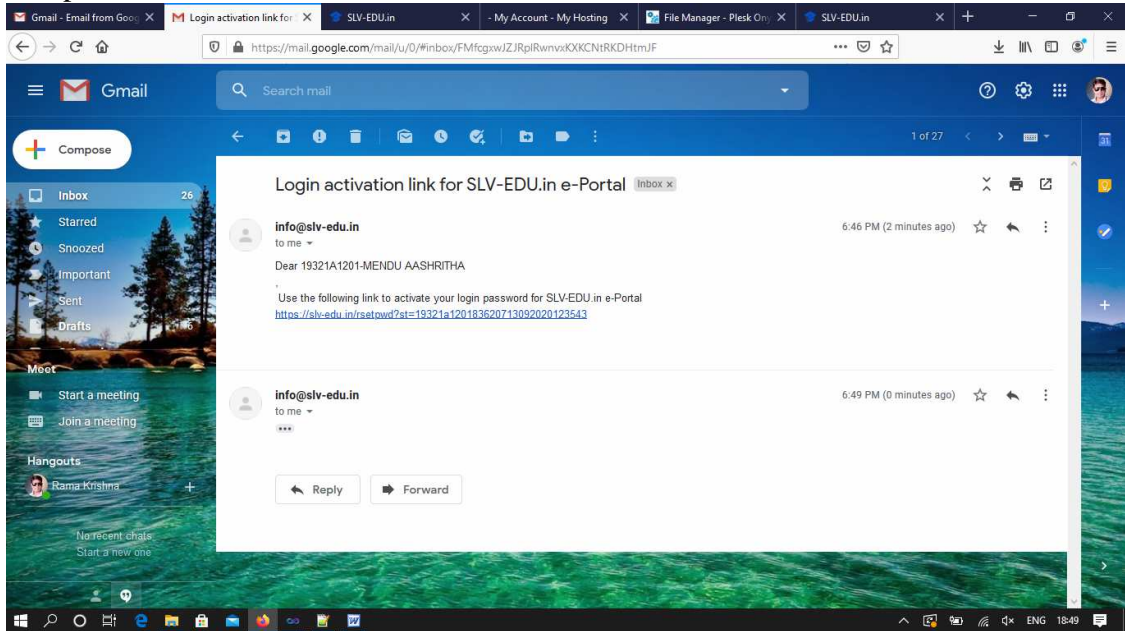 Gmail - Email from Goog
Login activation link for S
SLV-EDU.in
- My Account - My Hosting
File Manager - Plesk Ony
SLV-EDU.in
https://mail.google.com/mail/u/0/#inbox/FMfcgxwJZJRplRwnvxKXKCNtRKDHtmJF
Gmail
Search mail
Compose
1 of 27
31
Inbox 26
Starred
Snoozed
Important
Sent
Drafts
Meet
Start a meeting
Join a meeting
Hangouts
Rama Krishna
No recent chats
Start a new one
Login activation link for SLV-EDU.in e-Portal Inbox x
info@slv-edu.in 6:46 PM (2 minutes ago)
to me
Dear 19321A1201-MENDU AASHRITHA
.
Use the following link to activate your login password for SLV-EDU.in e-Portal
https://slv-edu.in/rsetpwd?st=19321a120183620713092020123543
info@slv-edu.in 6:49 PM (0 minutes ago)
to me
Reply Forward
ENG 18:49